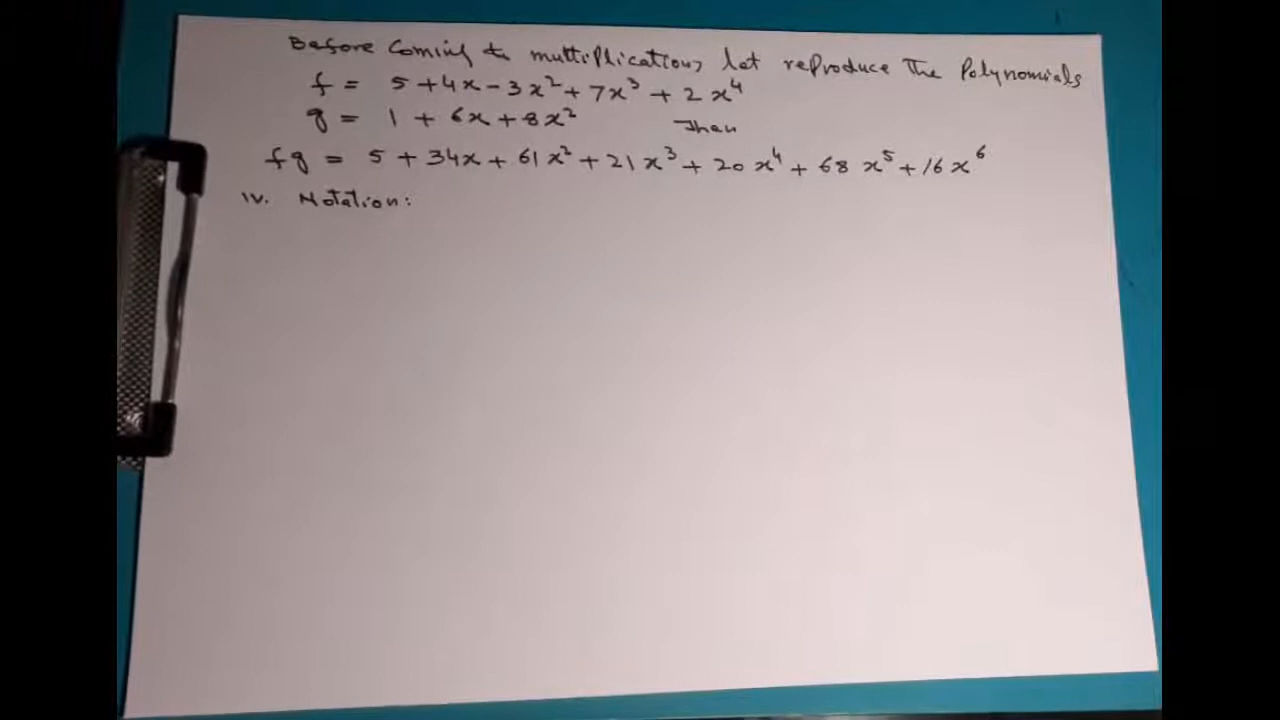 Before Coming to multiplication, let reproduce the Polynomials
f = 5 + 4x - 3x² + 7x³ + 2x⁴
g = 1 + 6x + 8x² Then
fg = 5 + 34x + 61x² + 21x³ + 20x⁴ + 68x⁵ + 16x⁶
iv. Notation: